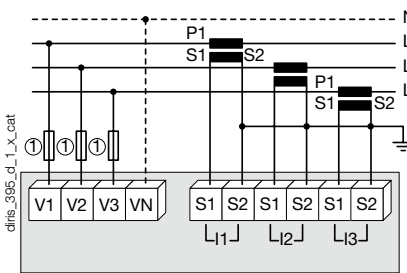 N
P1
L
S1 S2
L
P1
L
S1 S2
① ① ①
diris_395_d_1_x_cat
V1 V2 V3 VN S1 S2 S1 S2 S1 S2
I1 I2 I3